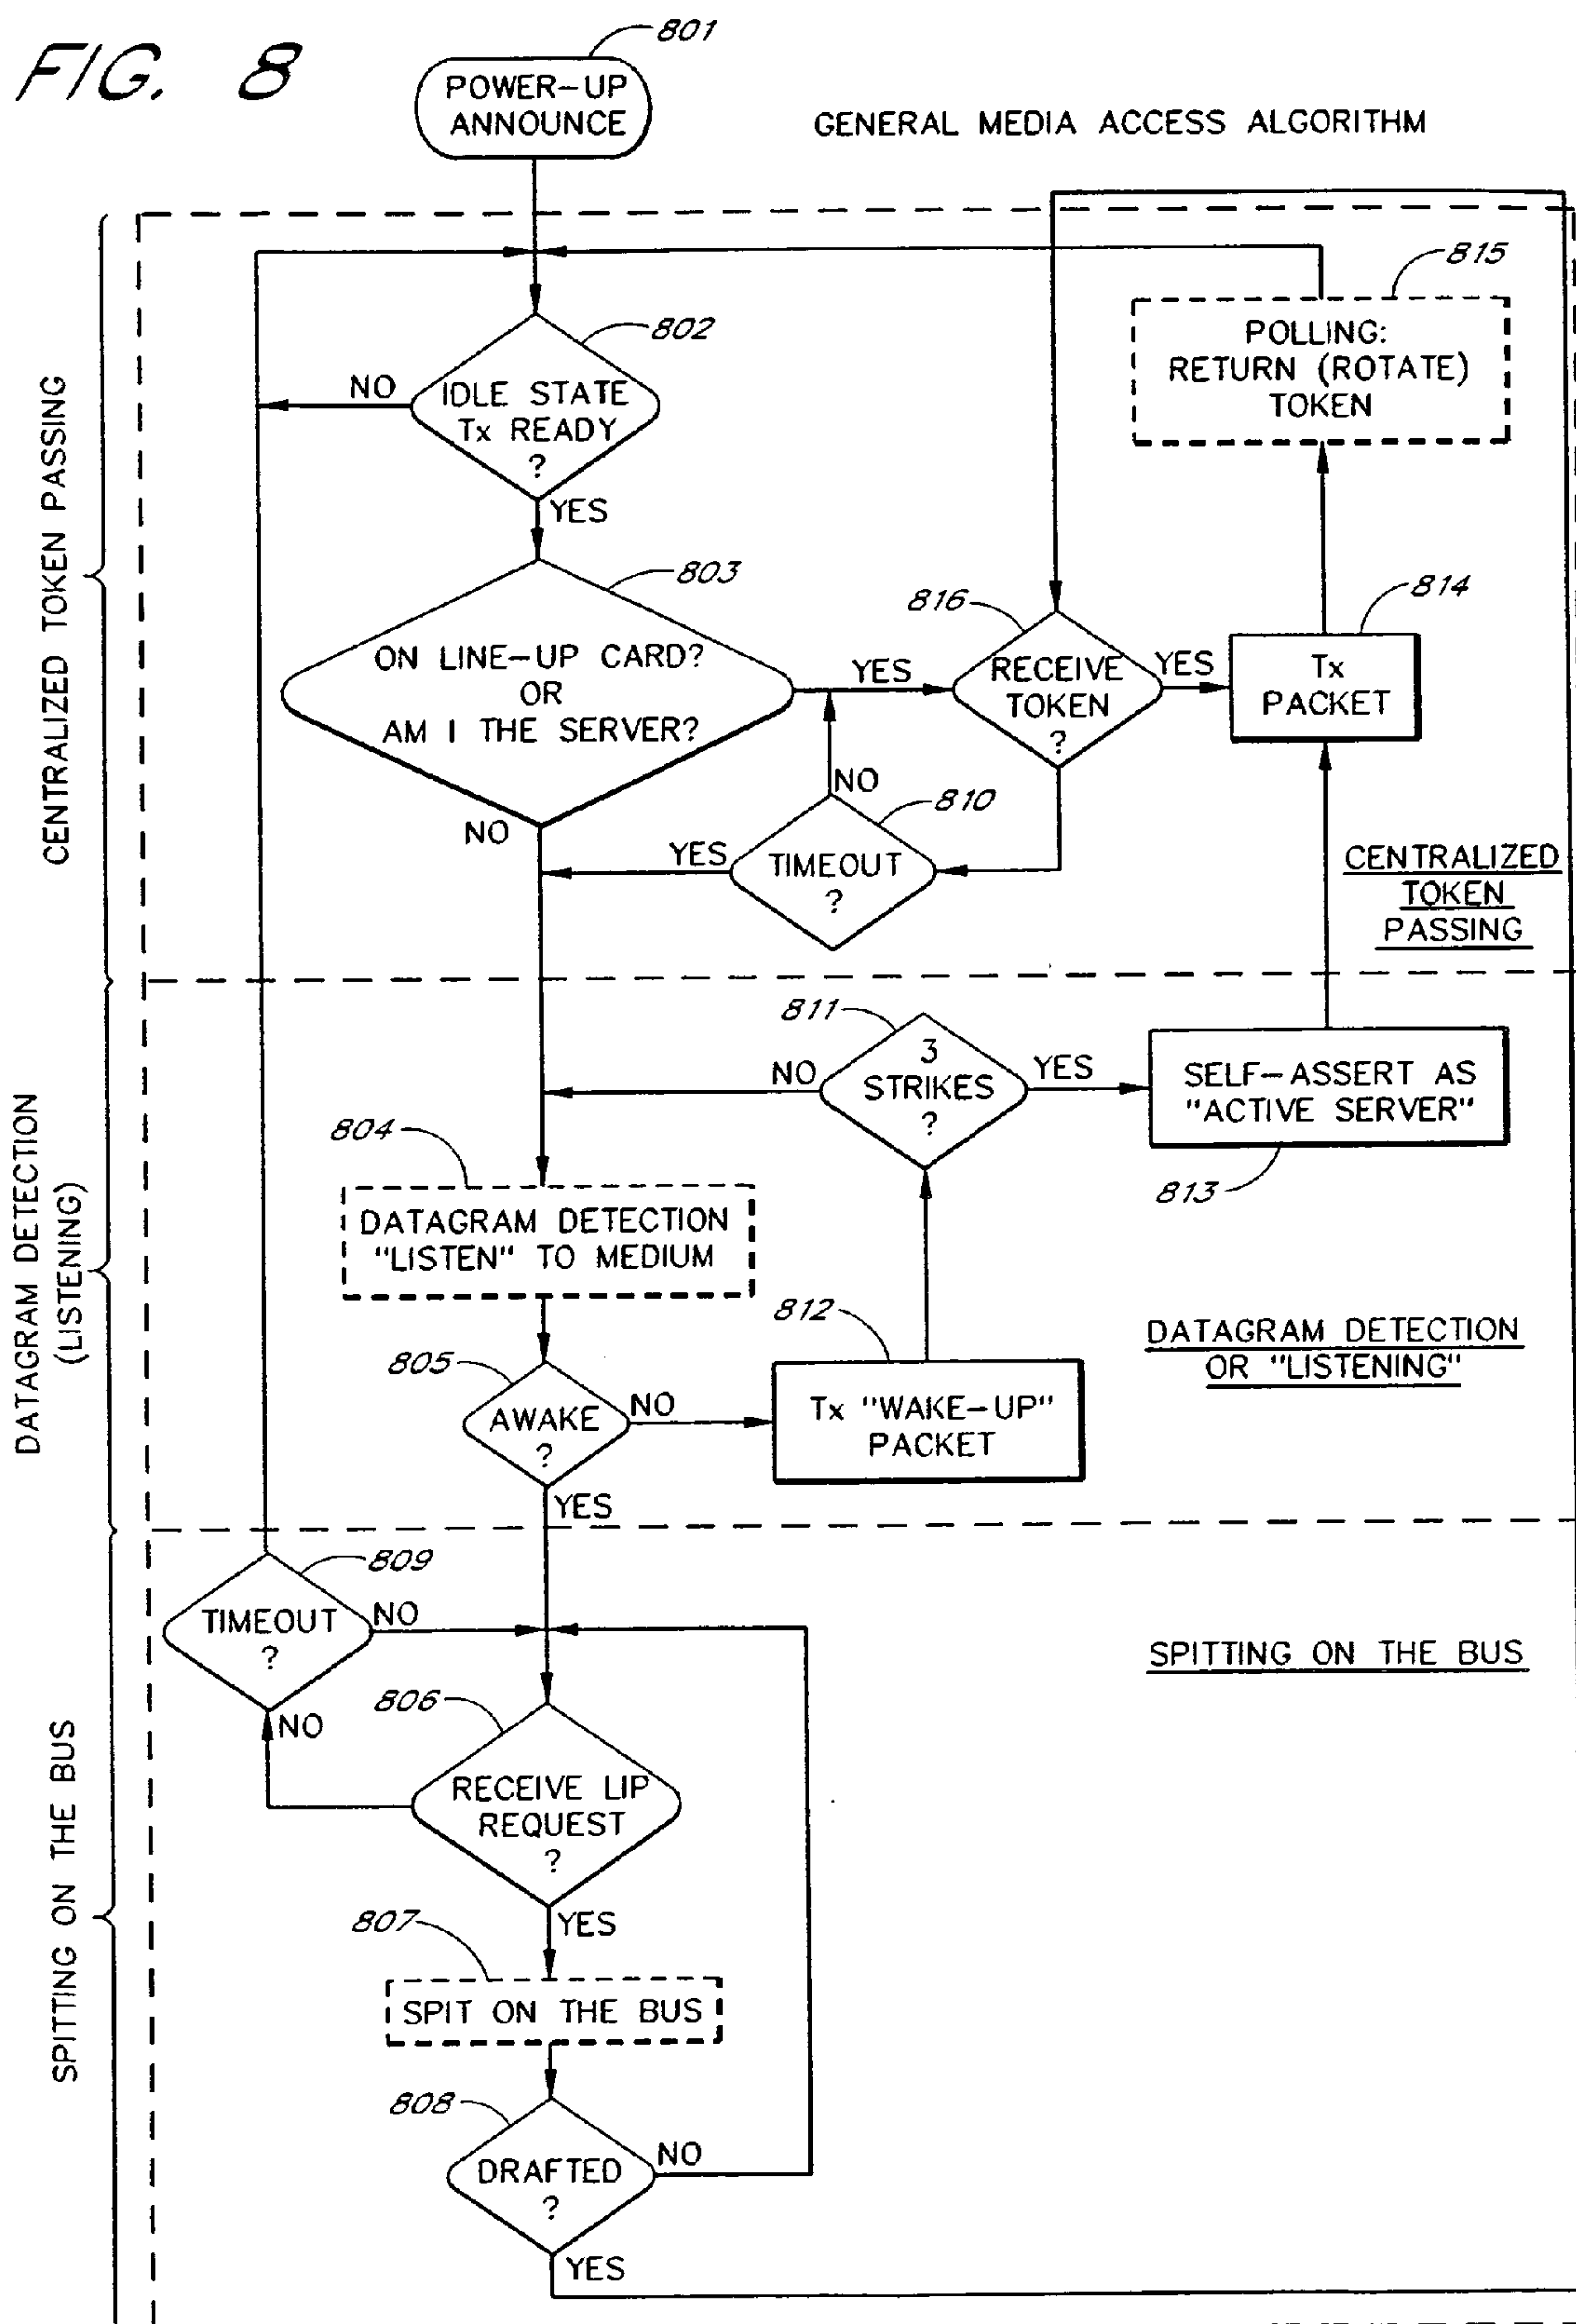 FIG. 8
801
POWER-UP
ANNOUNCE
GENERAL MEDIA ACCESS ALGORITHM
CENTRALIZED TOKEN PASSING
802
IDLE STATE
Tx READY
?
NO
YES
815
POLLING:
RETURN (ROTATE)
TOKEN
803
ON LINE-UP CARD?
OR
AM I THE SERVER?
YES
NO
816
RECEIVE
TOKEN
?
YES
814
Tx
PACKET
NO
810
TIMEOUT
?
YES
CENTRALIZED
TOKEN
PASSING
DATAGRAM DETECTION
(LISTENING)
811
3
STRIKES
?
NO
YES
SELF-ASSERT AS
"ACTIVE SERVER"
813
804
DATAGRAM DETECTION
"LISTEN" TO MEDIUM
805
AWAKE
?
NO
YES
812
Tx "WAKE-UP"
PACKET
DATAGRAM DETECTION
OR "LISTENING"
SPITTING ON THE BUS
809
TIMEOUT
?
NO
NO
SPITTING ON THE BUS
806
RECEIVE LIP
REQUEST
?
YES
807
SPIT ON THE BUS
808
DRAFTED
?
NO
YES